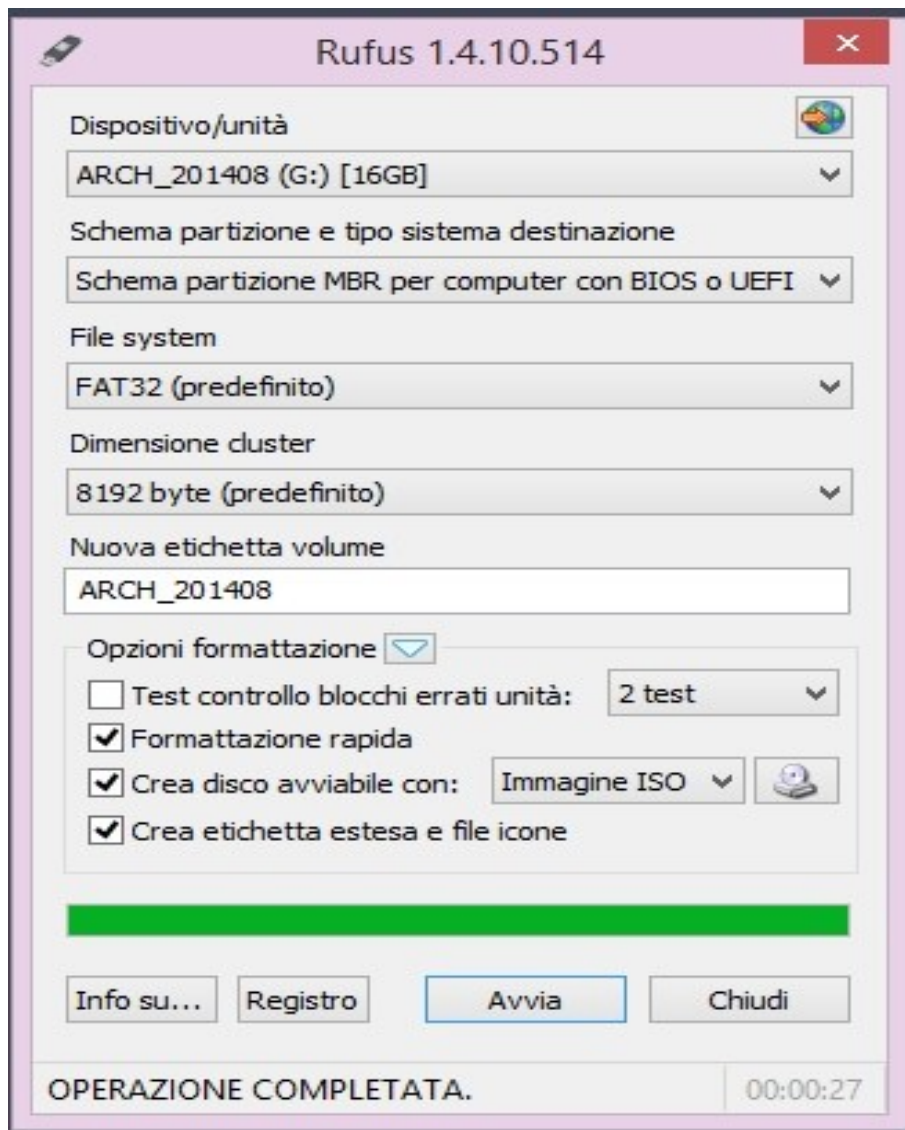 Rufus 1.4.10.514
Dispositivo/unità
ARCH_201408 (G:) [16GB]
Schema partizione e tipo sistema destinazione
Schema partizione MBR per computer con BIOS o UEFI
File system
FAT32 (predefinito)
Dimensione cluster
8192 byte (predefinito)
Nuova etichetta volume
ARCH_201408
Opzioni formattazione
Test controllo blocchi errati unità: 2 test
Formattazione rapida
Crea disco avviabile con: Immagine ISO
Crea etichetta estesa e file icone
Info su... Registro Avvia Chiudi
OPERAZIONE COMPLETATA. 00:00:27